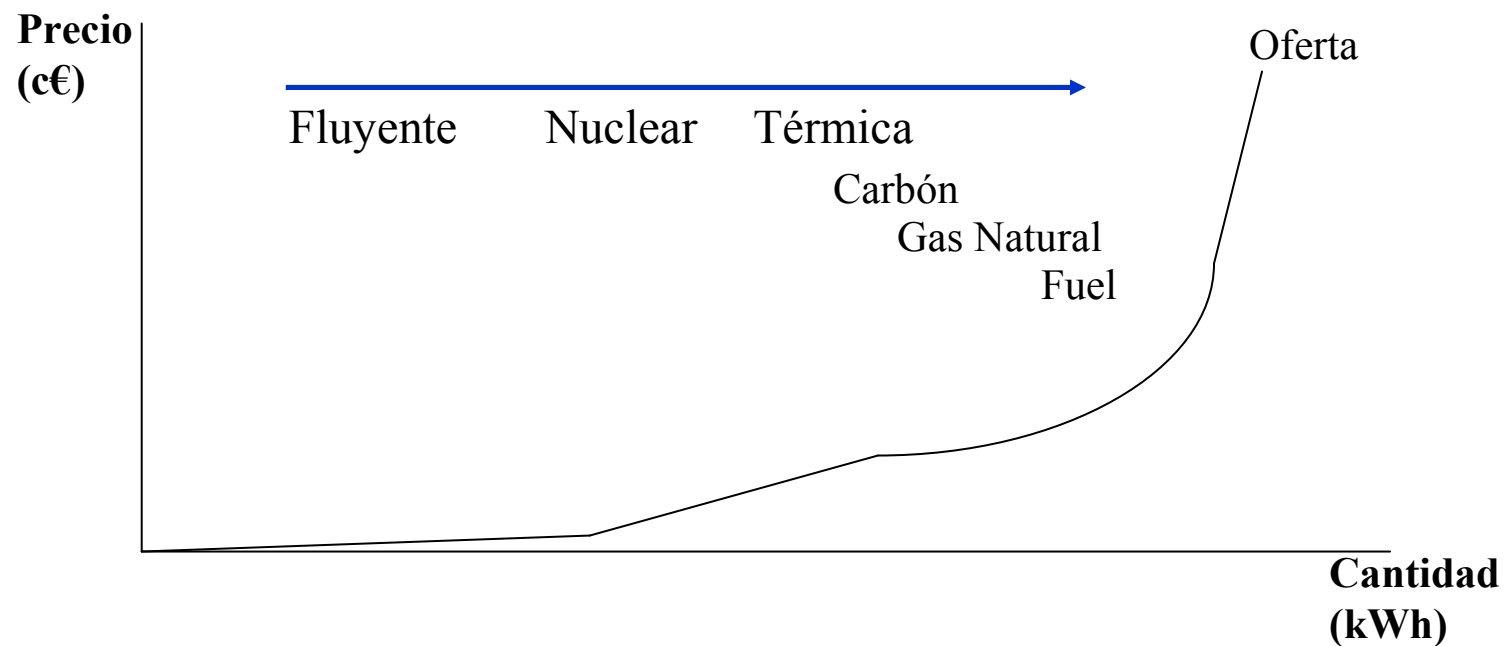 Precio
(c€)
Oferta
Fluyente Nuclear Térmica
Carbón
Gas Natural
Fuel
Cantidad
(kWh)